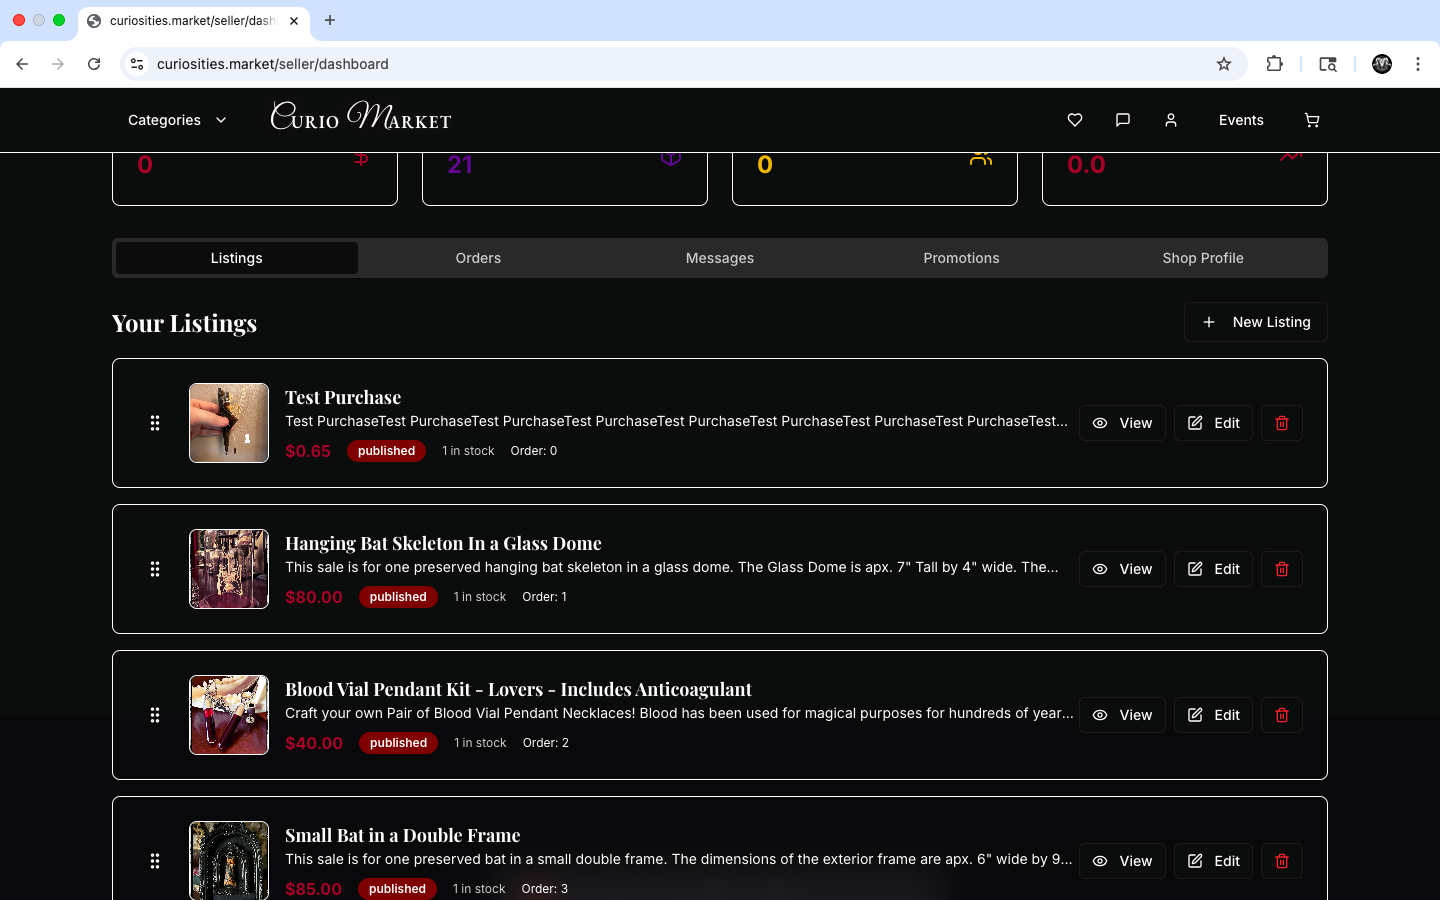 curiosities.market/seller/dash
curiosities.market/seller/dashboard
Categories
Curio Market
Events
0
21
0
0.0
Listings
Orders
Messages
Promotions
Shop Profile
Your Listings
New Listing
Test Purchase
Test PurchaseTest PurchaseTest PurchaseTest PurchaseTest PurchaseTest PurchaseTest PurchaseTest PurchaseTest...
$0.65
published
1 in stock
Order: 0
View
Edit
1
Hanging Bat Skeleton In a Glass Dome
This sale is for one preserved hanging bat skeleton in a glass dome. The Glass Dome is apx. 7" Tall by 4" wide. The...
$80.00
published
1 in stock
Order: 1
View
Edit
Blood Vial Pendant Kit - Lovers - Includes Anticoagulant
Craft your own Pair of Blood Vial Pendant Necklaces! Blood has been used for magical purposes for hundreds of year...
$40.00
published
1 in stock
Order: 2
View
Edit
Small Bat in a Double Frame
This sale is for one preserved bat in a small double frame. The dimensions of the exterior frame are apx. 6" wide by 9...
$85.00
published
1 in stock
Order: 3
View
Edit